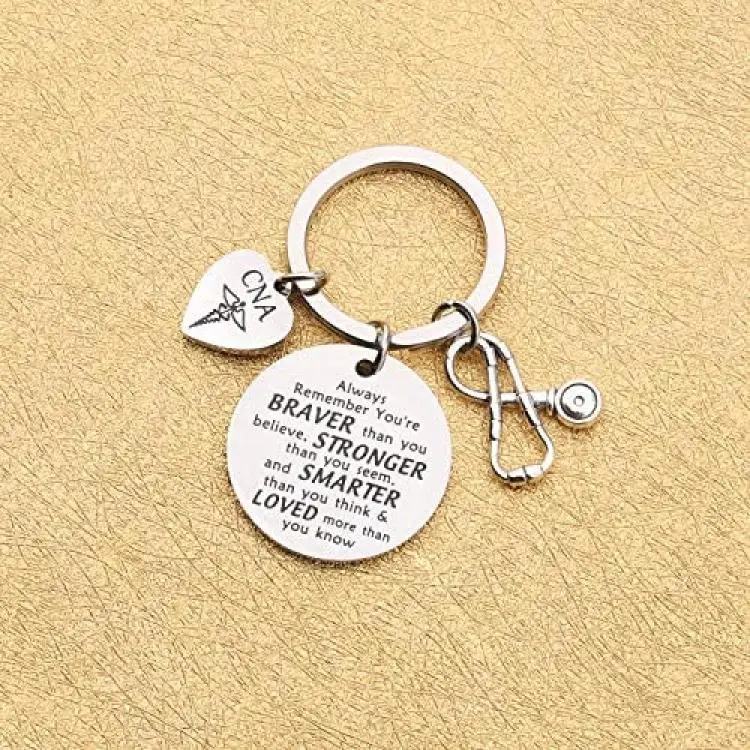 CNA
Always
Remember You're
BRAVER than you
believe, STRONGER
than you seem,
and SMARTER
than you think &
LOVED more than
you know